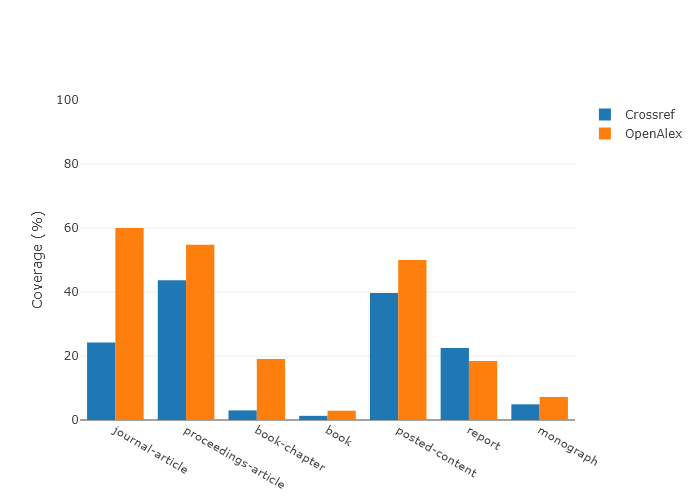 100
80
60
40
20
0
Coverage (%)
Crossref
OpenAlex
journal-article
proceedings-article
book-chapter
book
posted-content
report
monograph